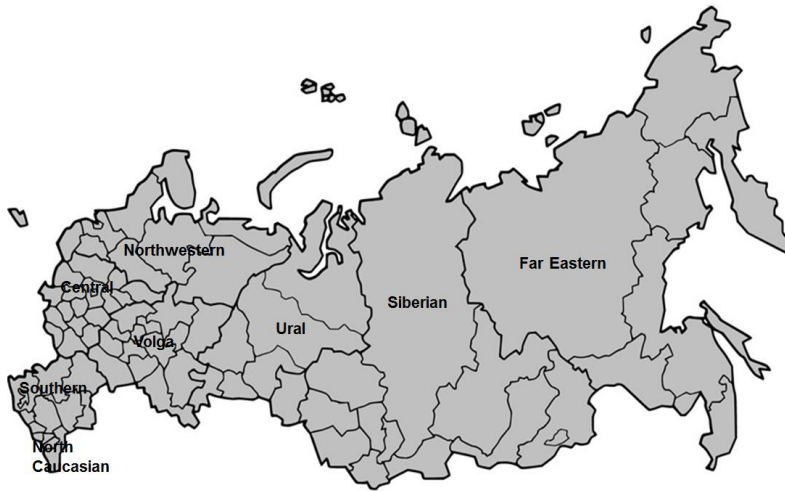 Northwestern
Far Eastern
Central
Siberian
Ural
Volga
Southern
North
Caucasian